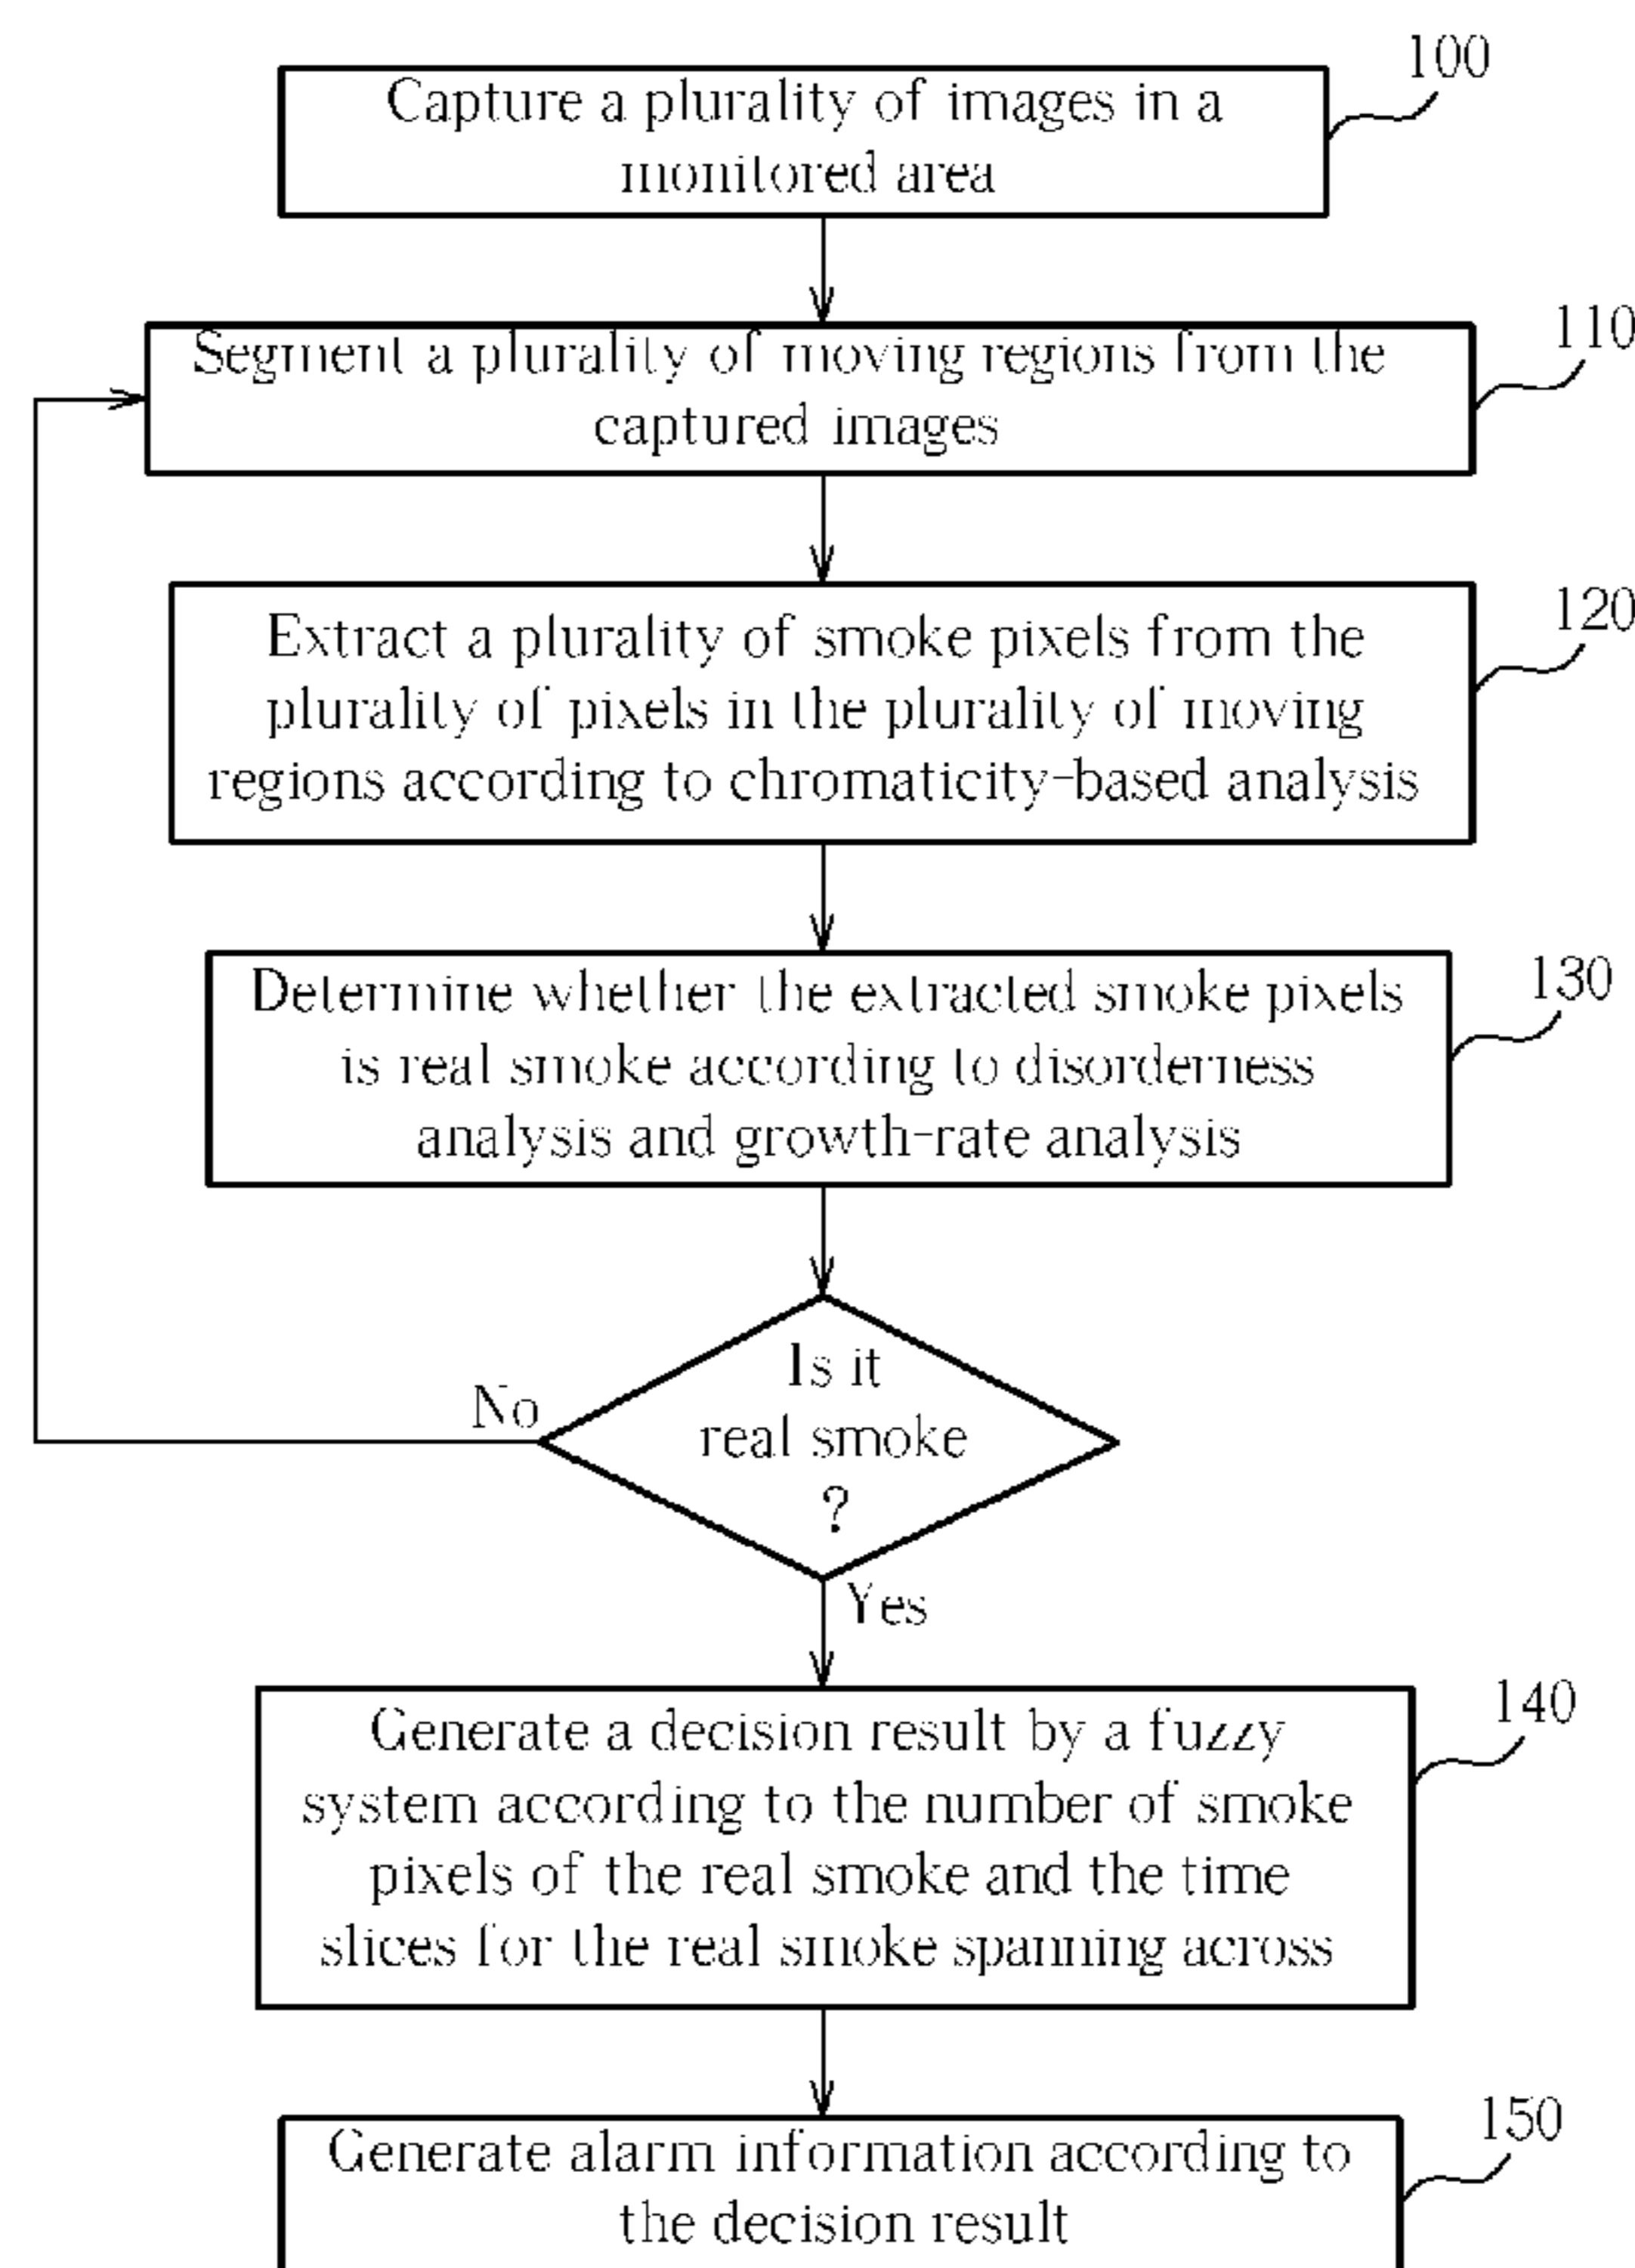 100
Capture a plurality of images in a
monitored area
110
Segment a plurality of moving regions from the
captured images
120
Extract a plurality of smoke pixels from the
plurality of pixels in the plurality of moving
regions according to chromaticity-based analysis
130
Determine whether the extracted smoke pixels
is real smoke according to disorderness
analysis and growth-rate analysis
Is it
real smoke
?
No
Yes
140
Generate a decision result by a fuzzy
system according to the number of smoke
pixels of the real smoke and the time
slices for the real smoke spanning across
150
Generate alarm information according to
the decision result